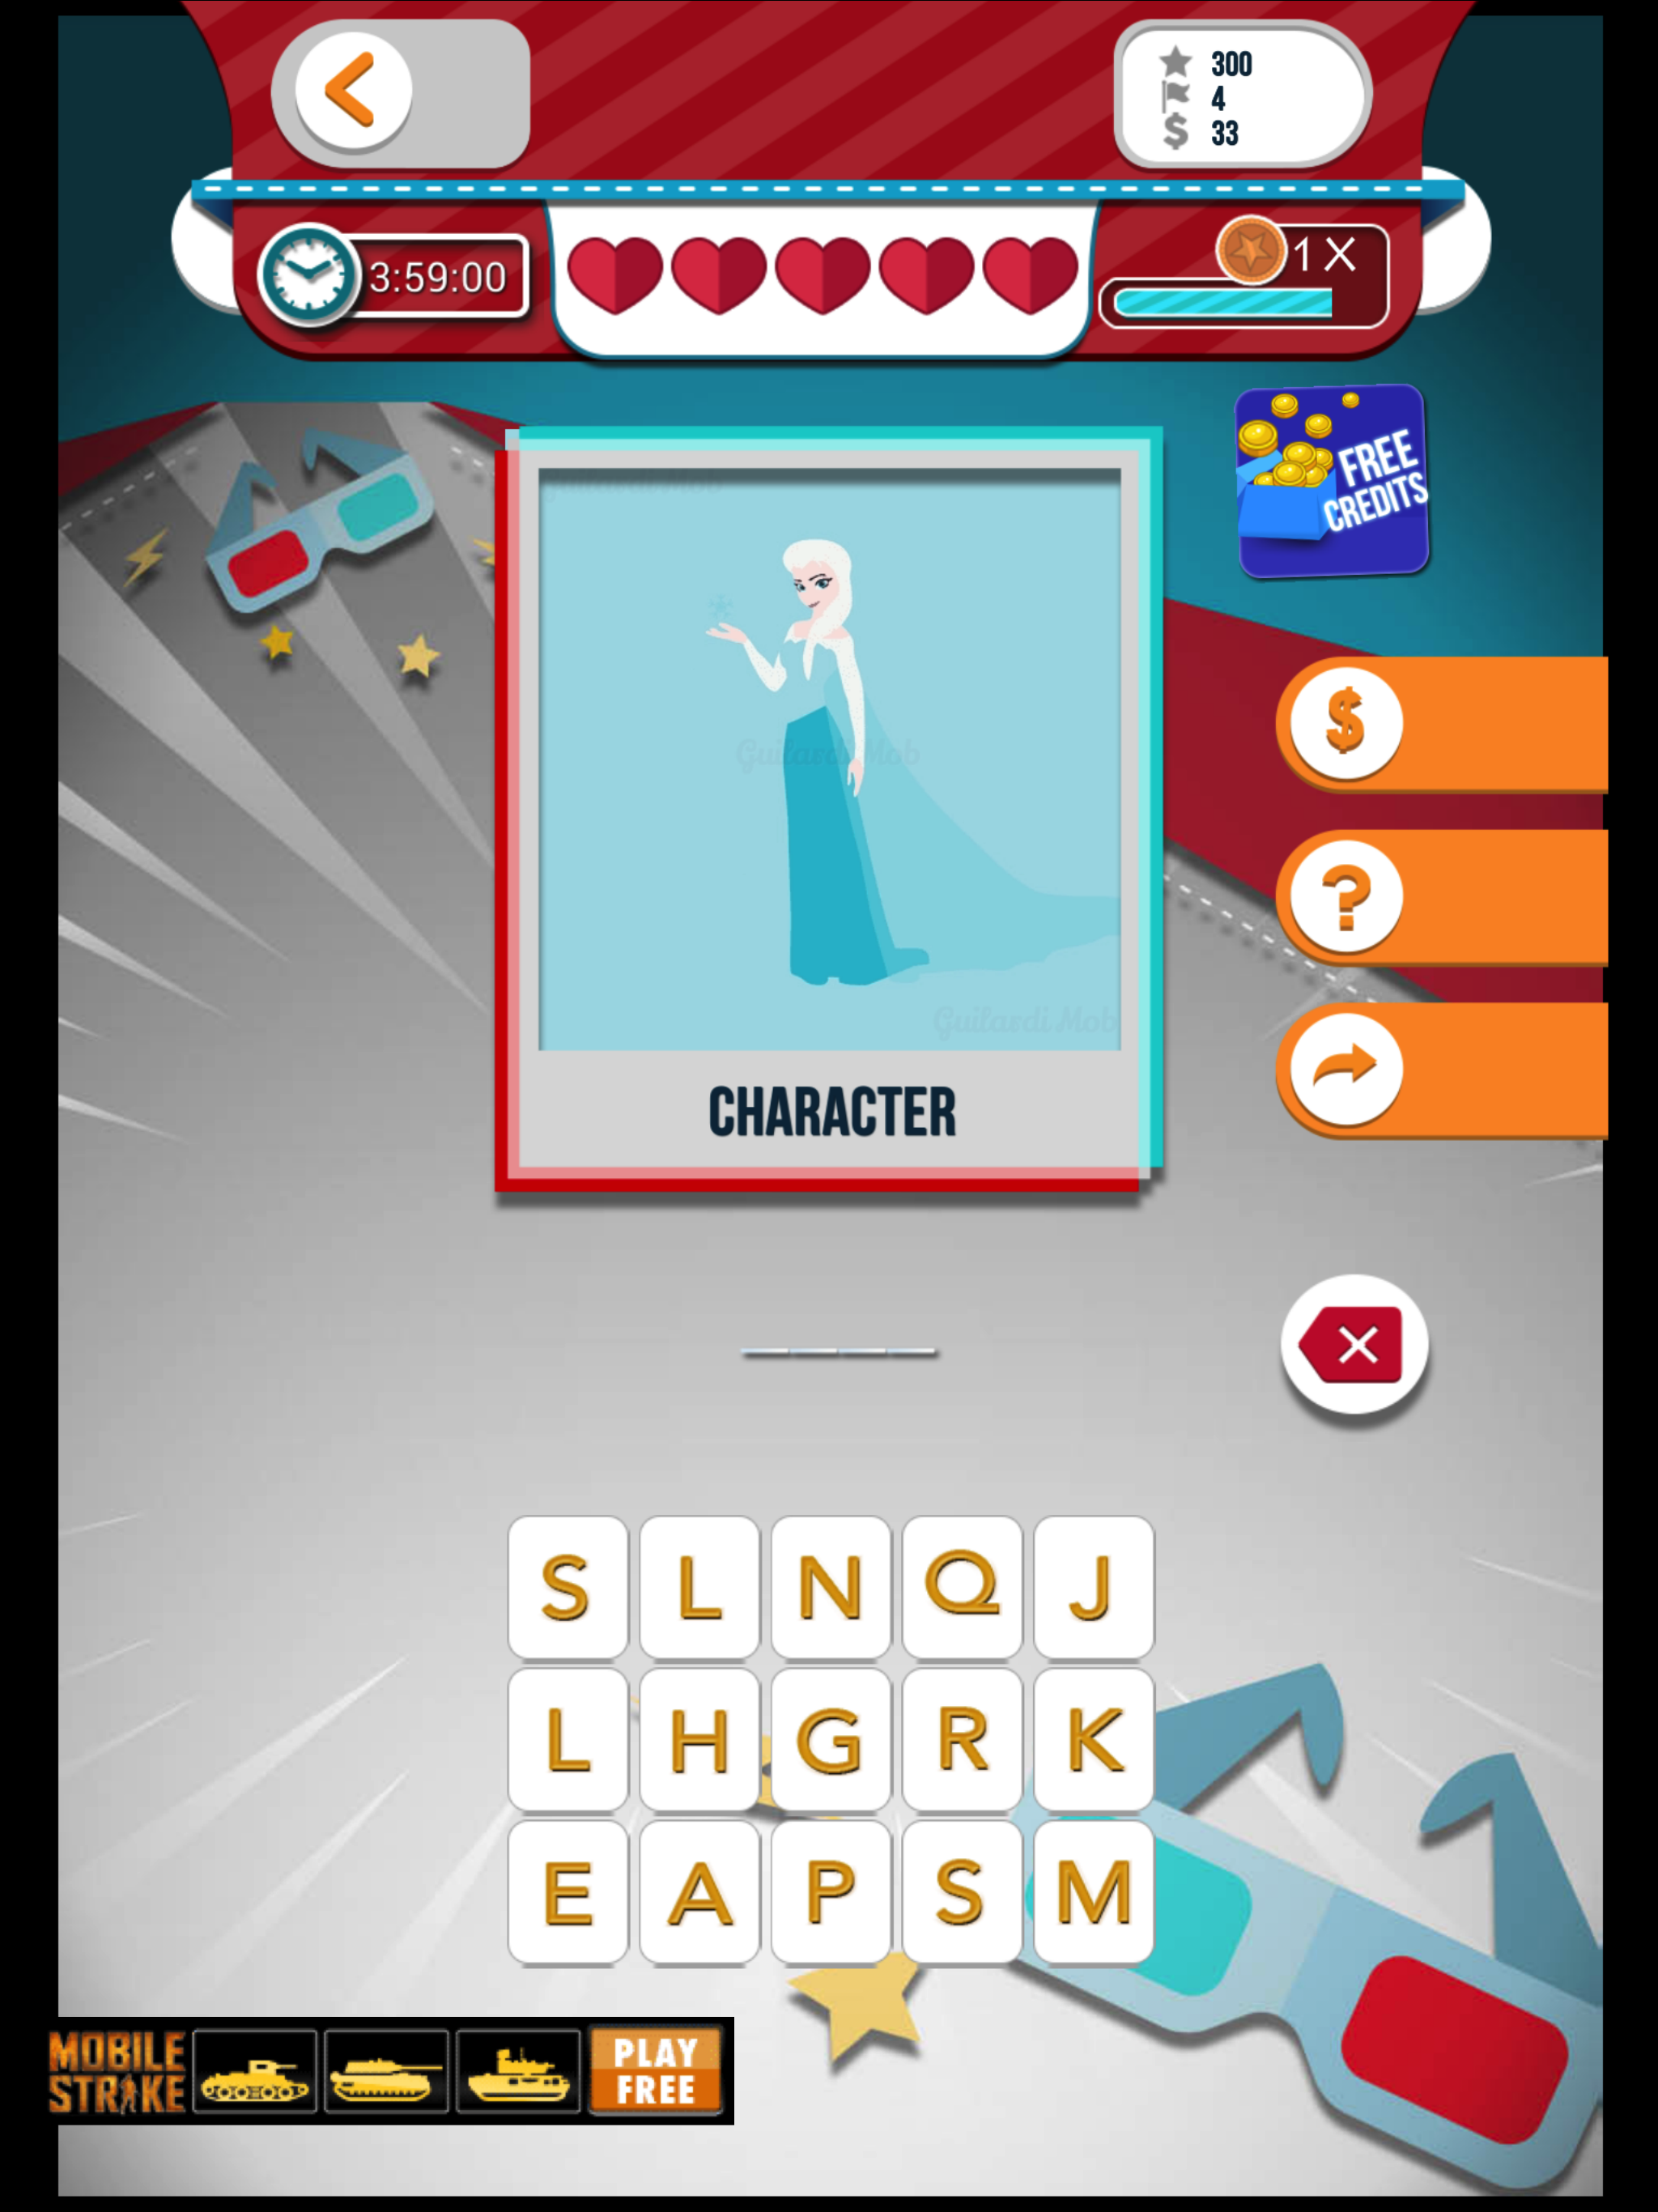 300
4
$ 33
3:59:00
1 X
FREE
CREDITS
$
?
Guilardi Mob
Guilardi Mob
CHARACTER
S L N Q J
L H G R K
E A P S M
MOBILE
STRIKE
PLAY
FREE